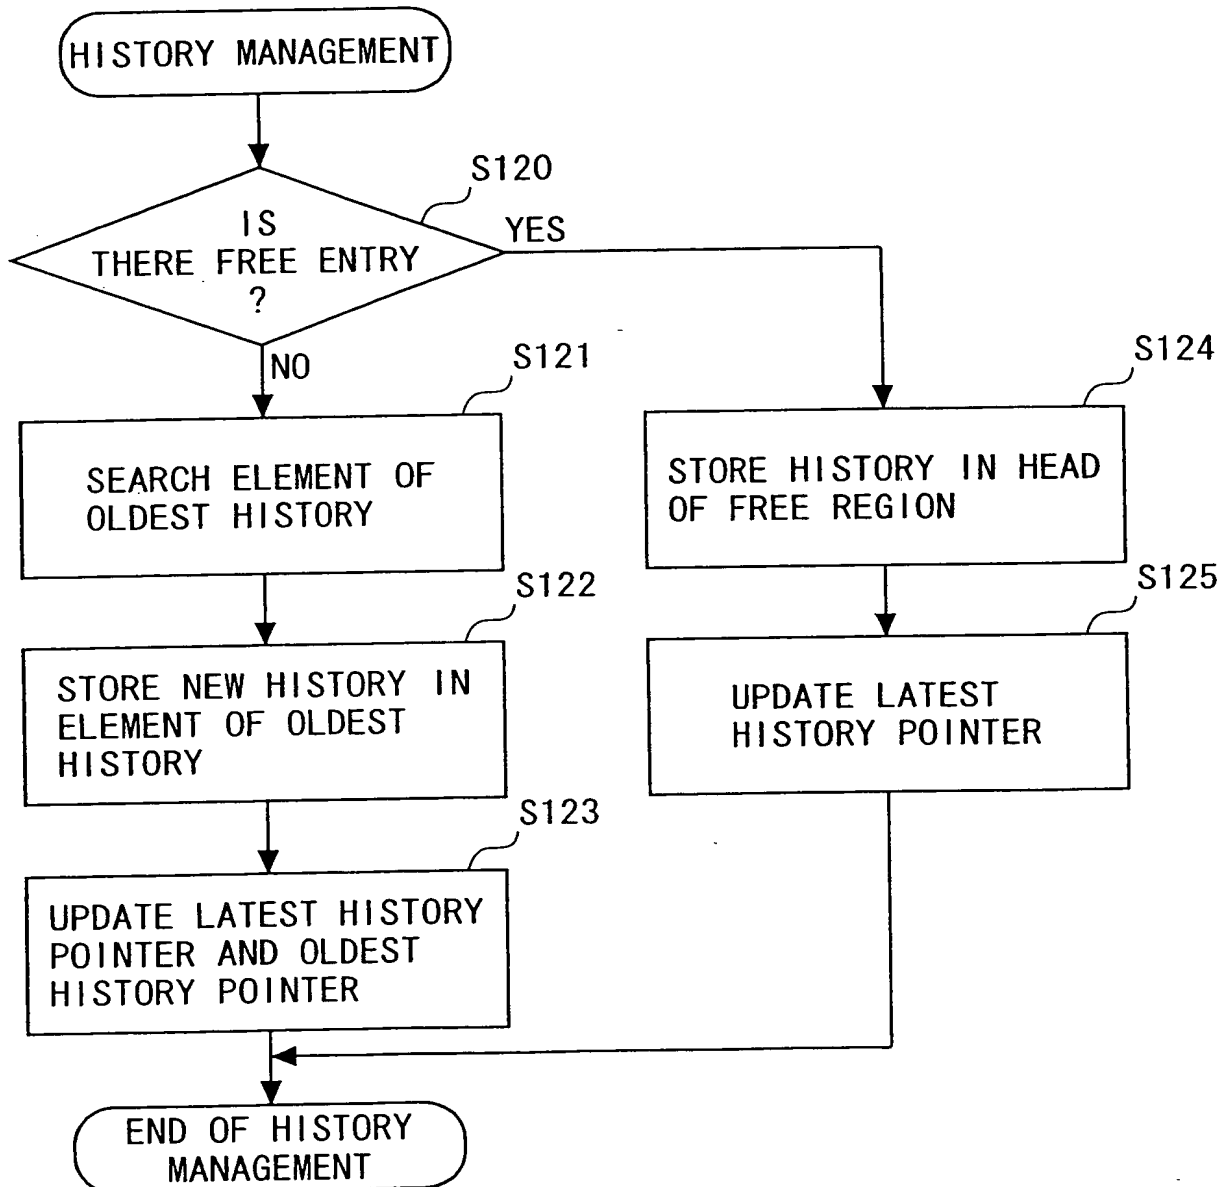 HISTORY MANAGEMENT
S120
IS
THERE FREE ENTRY
?
YES
NO
S121
SEARCH ELEMENT OF
OLDEST HISTORY
S122
STORE NEW HISTORY IN
ELEMENT OF OLDEST
HISTORY
S123
UPDATE LATEST HISTORY
POINTER AND OLDEST
HISTORY POINTER
S124
STORE HISTORY IN HEAD
OF FREE REGION
S125
UPDATE LATEST
HISTORY POINTER
END OF HISTORY
MANAGEMENT